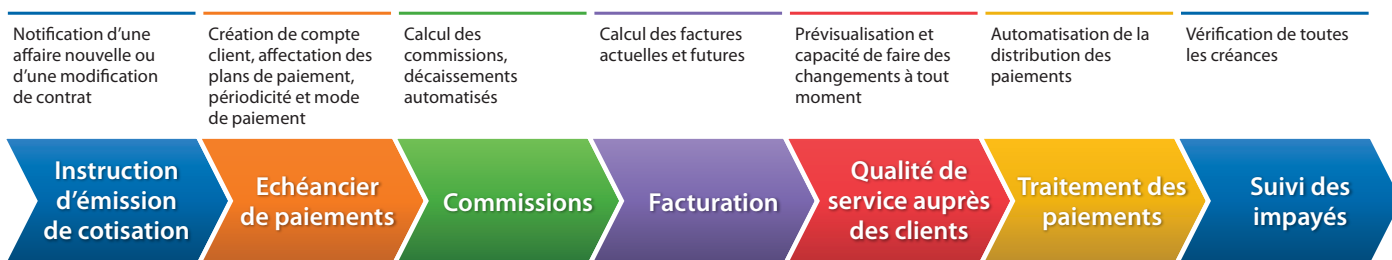 Notification d’une
affaire nouvelle ou
d’une modification
de contrat
Création de compte
client, affectation des
plans de paiement,
périodicité et mode
de paiement
Calcul des
commissions,
décaissements
automatisés
Calcul des factures
actuelles et futures
Prévisualisation et
capacité de faire des
changements à tout
moment
Automatisation de la
distribution des
paiements
Vérification de toutes
les créances
Instruction
d’émission
de cotisation
Echéancier
de paiements
Commissions
Facturation
Qualité de
service auprès
des clients
Traitement des
paiements
Suivi des
impayés